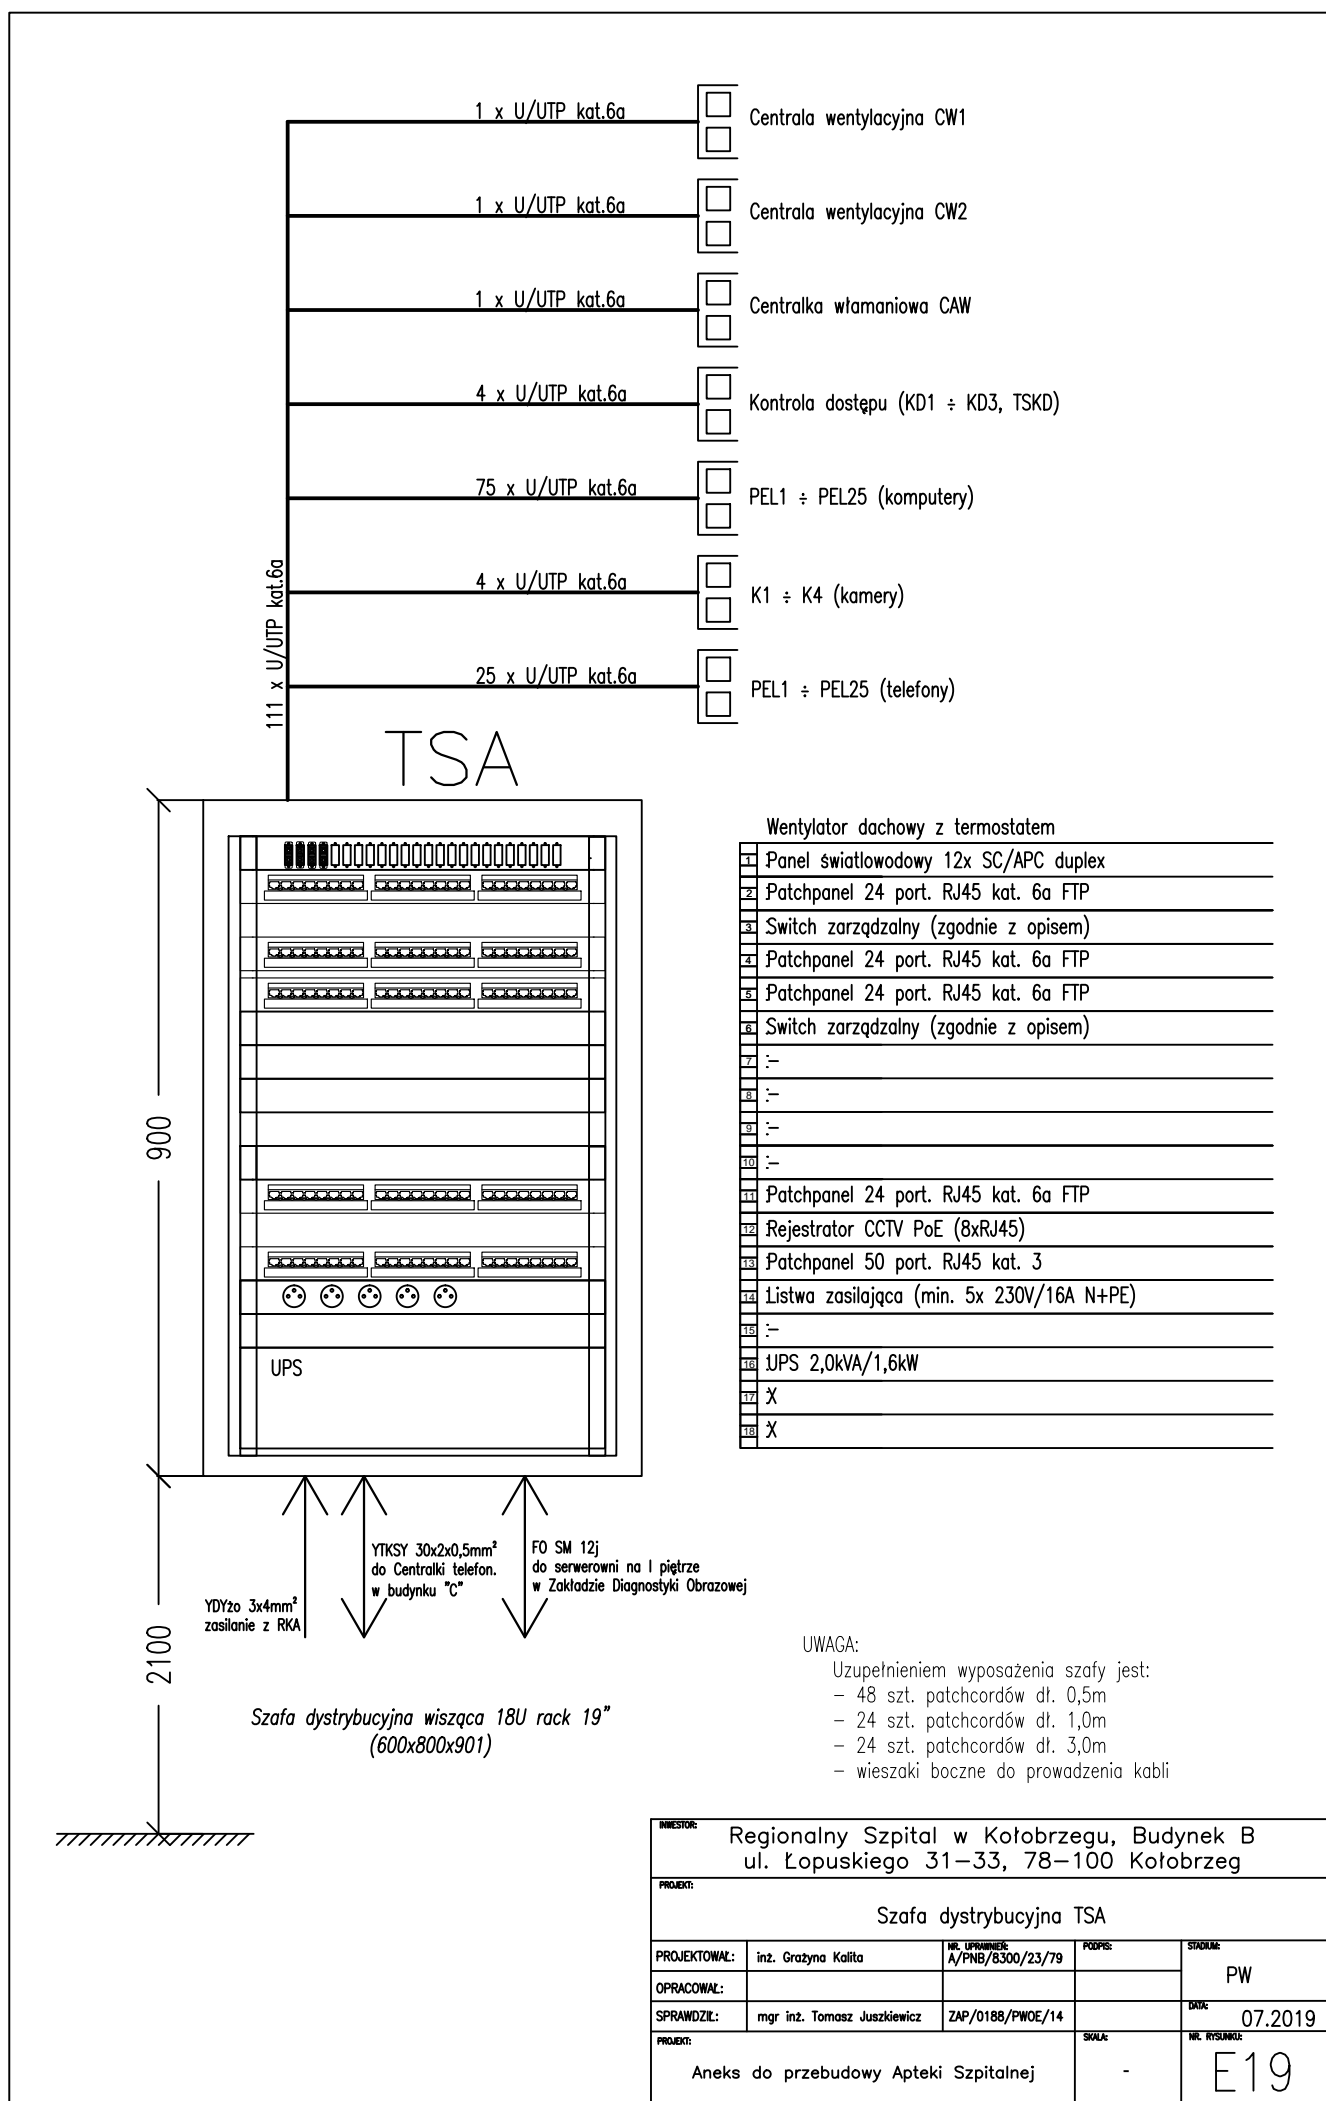 1 x U/UTP kat.6a
Centrala wentylacyjna CW1
1 x U/UTP kat.6a
Centrala wentylacyjna CW2
1 x U/UTP kat.6a
Centralka włamaniowa CAW
4 x U/UTP kat.6a
Kontrola dostępu (KD1 ÷ KD3, TSKD)
75 x U/UTP kat.6a
PEL1 ÷ PEL25 (komputery)
4 x U/UTP kat.6a
K1 ÷ K4 (kamery)
25 x U/UTP kat.6a
PEL1 ÷ PEL25 (telefony)
111 x U/UTP kat.6a
TSA
900
2100
UPS
Wentylator dachowy z termostatem
1 Panel światlowodowy 12x SC/APC duplex
2 Patchpanel 24 port. RJ45 kat. 6a FTP
3 Switch zarządzalny (zgodnie z opisem)
4 Patchpanel 24 port. RJ45 kat. 6a FTP
5 Patchpanel 24 port. RJ45 kat. 6a FTP
6 Switch zarządzalny (zgodnie z opisem)
7 :–
8 :–
9 :–
10 :–
11 Patchpanel 24 port. RJ45 kat. 6a FTP
12 Rejestrator CCTV PoE (8xRJ45)
13 Patchpanel 50 port. RJ45 kat. 3
14 Listwa zasilająca (min. 5x 230V/16A N+PE)
15 :–
16 UPS 2,0kVA/1,6kW
17 X
18 X
YDYżo 3x4mm²
zasilanie z RKA
YTKSY 30x2x0,5mm²
do Centralki telefon.
w budynku "C"
FO SM 12j
do serwerowni na I piętrze
w Zakładzie Diagnostyki Obrazowej
Szafa dystrybucyjna wisząca 18U rack 19"
(600x800x901)
UWAGA:
Uzupełnieniem wyposażenia szafy jest:
– 48 szt. patchcordów dł. 0,5m
– 24 szt. patchcordów dł. 1,0m
– 24 szt. patchcordów dł. 3,0m
– wieszaki boczne do prowadzenia kabli
INWESTOR:
Regionalny Szpital w Kołobrzegu, Budynek B
ul. Łopuskiego 31–33, 78–100 Kołobrzeg
PROJEKT:
Szafa dystrybucyjna TSA
PROJEKTOWAŁ: inż. Grażyna Kalita NR. UPRAWNIEŃ: A/PNB/8300/23/79 PODPIS: STADIUM: PW
OPRACOWAŁ:
SPRAWDZIŁ: mgr inż. Tomasz Juszkiewicz ZAP/0188/PWOE/14 DATA: 07.2019
PROJEKT: SKALA: NR. RYSUNKU:
Aneks do przebudowy Apteki Szpitalnej - E19